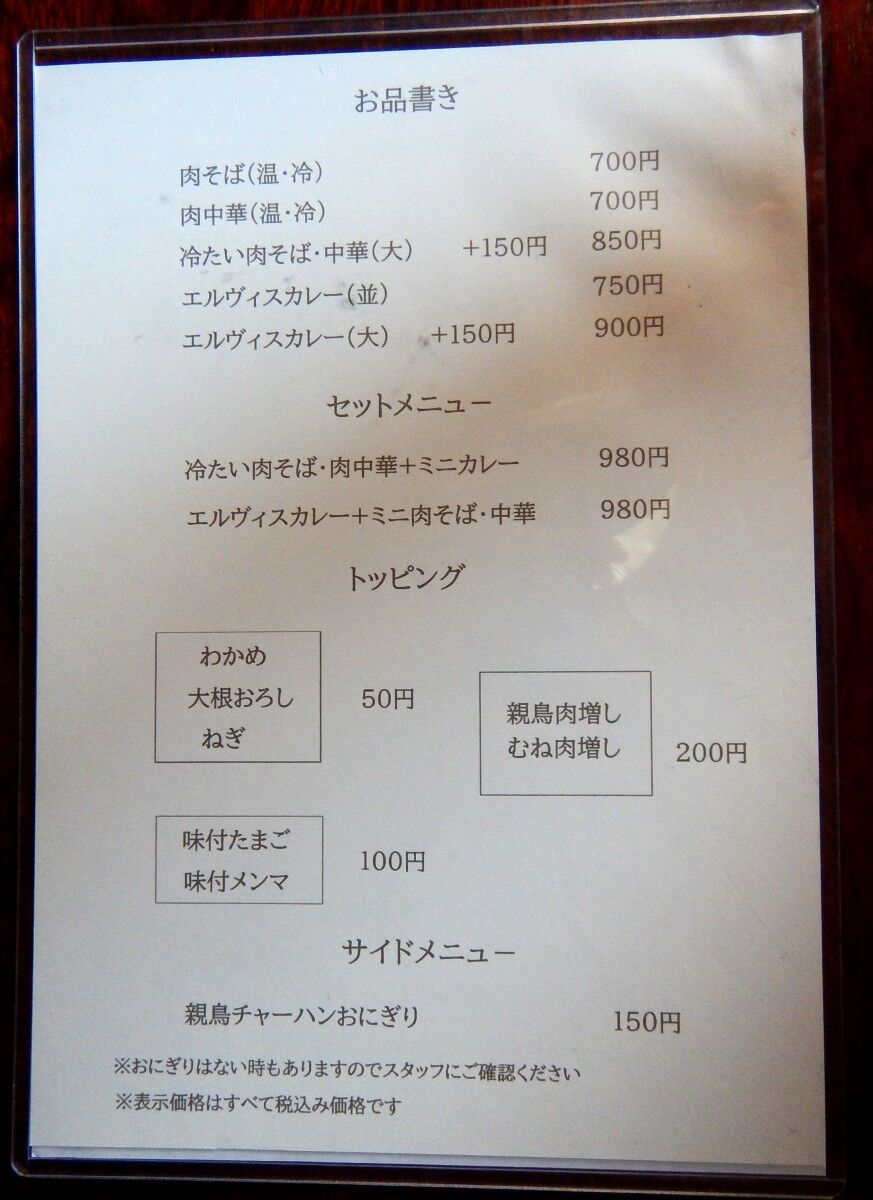 お品書き
肉そば(温・冷) 700円
肉中華(温・冷) 700円
冷たい肉そば・中華(大) +150円 850円
エルヴィスカレー(並) 750円
エルヴィスカレー(大) +150円 900円
セットメニュー
冷たい肉そば・肉中華+ミニカレー 980円
エルヴィスカレー+ミニ肉そば・中華 980円
トッピング
わかめ
大根おろし 50円
ねぎ
親鳥肉増し
むね肉増し 200円
味付たまご
味付メンマ 100円
サイドメニュー
親鳥チャーハンおにぎり 150円
※おにぎりはない時もありますのでスタッフにご確認ください
※表示価格はすべて税込み価格です